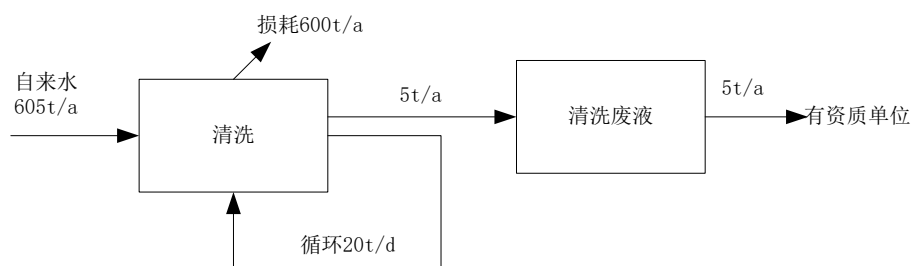 损耗600t/a
自来水
605t/a
清洗
5t/a
清洗废液
5t/a
有资质单位
循环20t/d